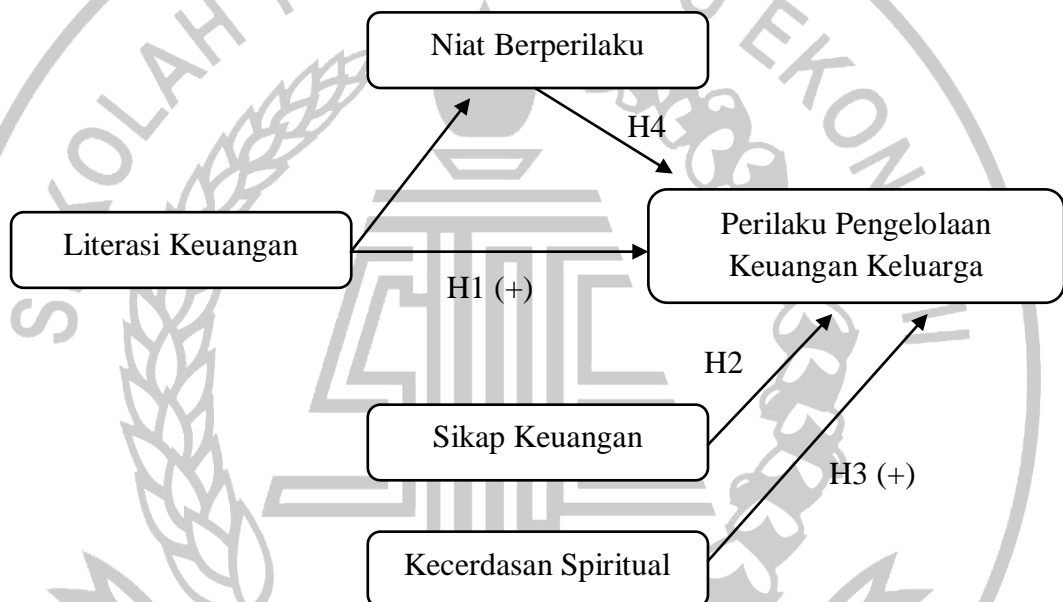 Niat Berperilaku
H4
Literasi Keuangan
Perilaku Pengelolaan
Keuangan Keluarga
H1 (+)
H2
Sikap Keuangan
H3 (+)
Kecerdasan Spiritual